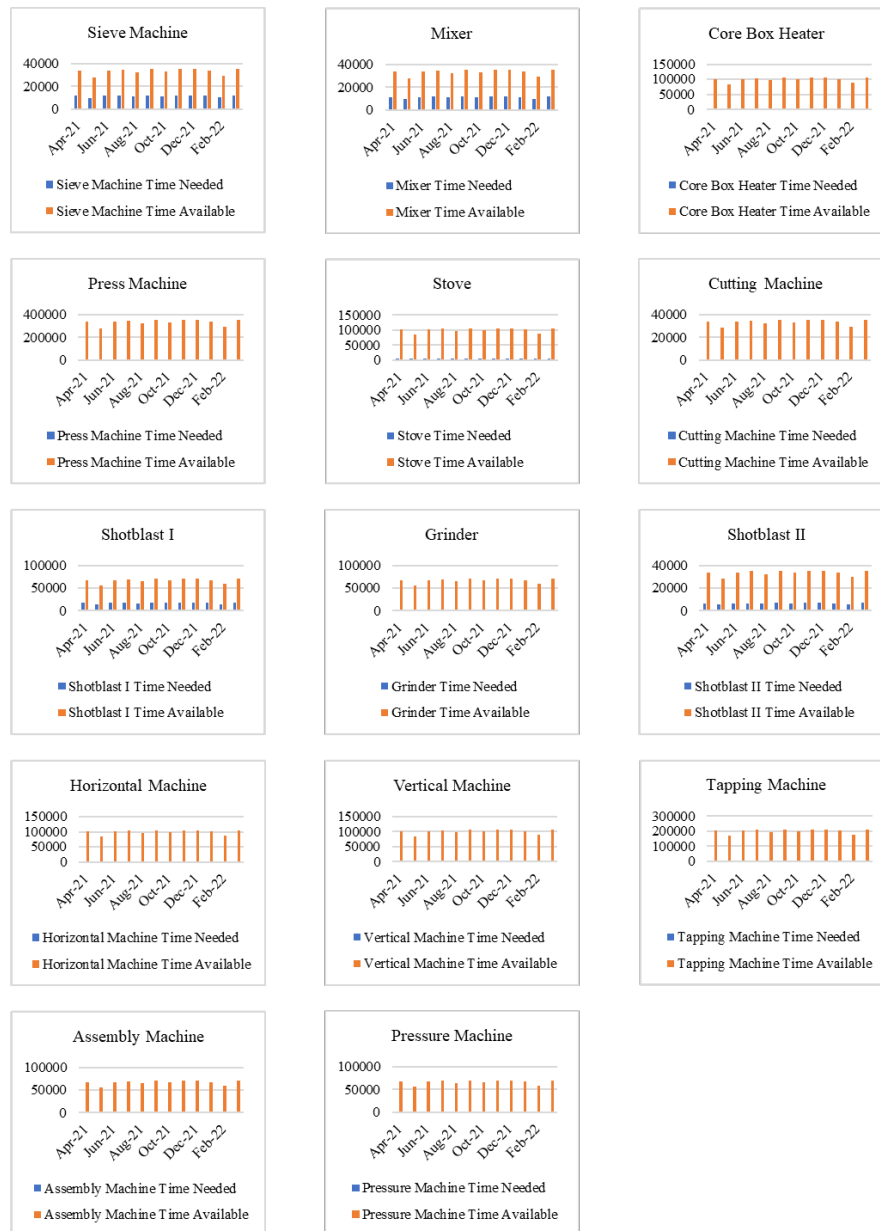 Sieve Machine
40000
20000
0
Apr-21
Jun-21
Aug-21
Oct-21
Dec-21
Feb-22
Sieve Machine Time Needed
Sieve Machine Time Available
Mixer
40000
20000
0
Apr-21
Jun-21
Aug-21
Oct-21
Dec-21
Feb-22
Mixer Time Needed
Mixer Time Available
Core Box Heater
150000
100000
50000
0
Apr-21
Jun-21
Aug-21
Oct-21
Dec-21
Feb-22
Core Box Heater Time Needed
Core Box Heater Time Available
Press Machine
400000
200000
0
Apr-21
Jun-21
Aug-21
Oct-21
Dec-21
Feb-22
Press Machine Time Needed
Press Machine Time Available
Stove
150000
100000
50000
0
Apr-21
Jun-21
Aug-21
Oct-21
Dec-21
Feb-22
Stove Time Needed
Stove Time Available
Cutting Machine
40000
20000
0
Apr-21
Jun-21
Aug-21
Oct-21
Dec-21
Feb-22
Cutting Machine Time Needed
Cutting Machine Time Available
Shotblast I
100000
50000
0
Apr-21
Jun-21
Aug-21
Oct-21
Dec-21
Feb-22
Shotblast I Time Needed
Shotblast I Time Available
Grinder
100000
50000
0
Apr-21
Jun-21
Aug-21
Oct-21
Dec-21
Feb-22
Grinder Time Needed
Grinder Time Available
Shotblast II
40000
20000
0
Apr-21
Jun-21
Aug-21
Oct-21
Dec-21
Feb-22
Shotblast II Time Needed
Shotblast II Time Available
Horizontal Machine
150000
100000
50000
0
Apr-21
Jun-21
Aug-21
Oct-21
Dec-21
Feb-22
Horizontal Machine Time Needed
Horizontal Machine Time Available
Vertical Machine
150000
100000
50000
0
Apr-21
Jun-21
Aug-21
Oct-21
Dec-21
Feb-22
Vertical Machine Time Needed
Vertical Machine Time Available
Tapping Machine
300000
200000
100000
0
Apr-21
Jun-21
Aug-21
Oct-21
Dec-21
Feb-22
Tapping Machine Time Needed
Tapping Machine Time Available
Assembly Machine
100000
50000
0
Apr-21
Jun-21
Aug-21
Oct-21
Dec-21
Feb-22
Assembly Machine Time Needed
Assembly Machine Time Available
Pressure Machine
100000
50000
0
Apr-21
Jun-21
Aug-21
Oct-21
Dec-21
Feb-22
Pressure Machine Time Needed
Pressure Machine Time Available